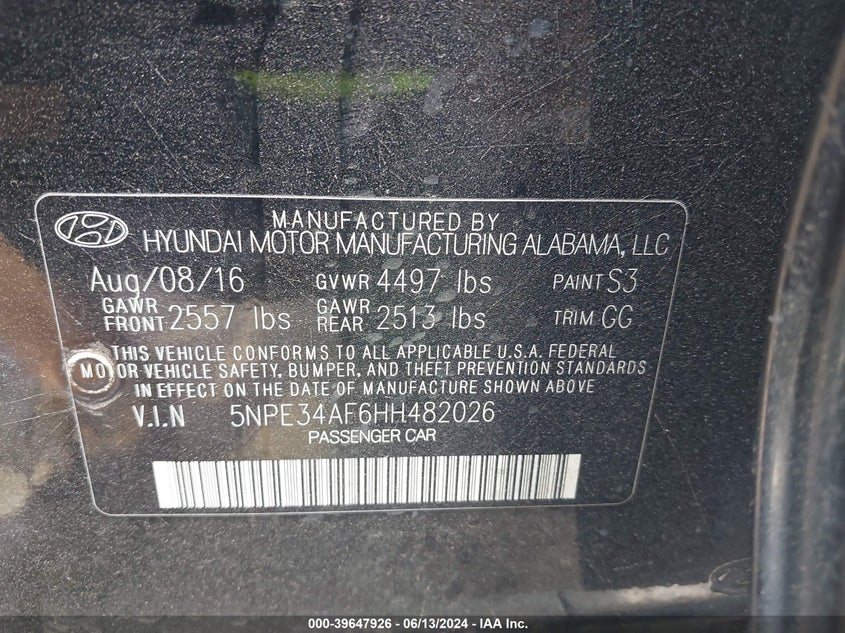 MANUFACTURED BY
HYUNDAI MOTOR MANUFACTURING ALABAMA, LLC
Aug/08/16 GVWR 4497 lbs PAINT S3
GAWR FRONT 2557 lbs GAWR REAR 2513 lbs TRIM GG
THIS VEHICLE CONFORMS TO ALL APPLICABLE U.S.A. FEDERAL
MOTOR VEHICLE SAFETY, BUMPER, AND THEFT PREVENTION STANDARDS
IN EFFECT ON THE DATE OF MANUFACTURE SHOWN ABOVE
V.I.N 5NPE34AF6HH482026
PASSENGER CAR
000-39647926 - 06/13/2024 - IAA Inc.